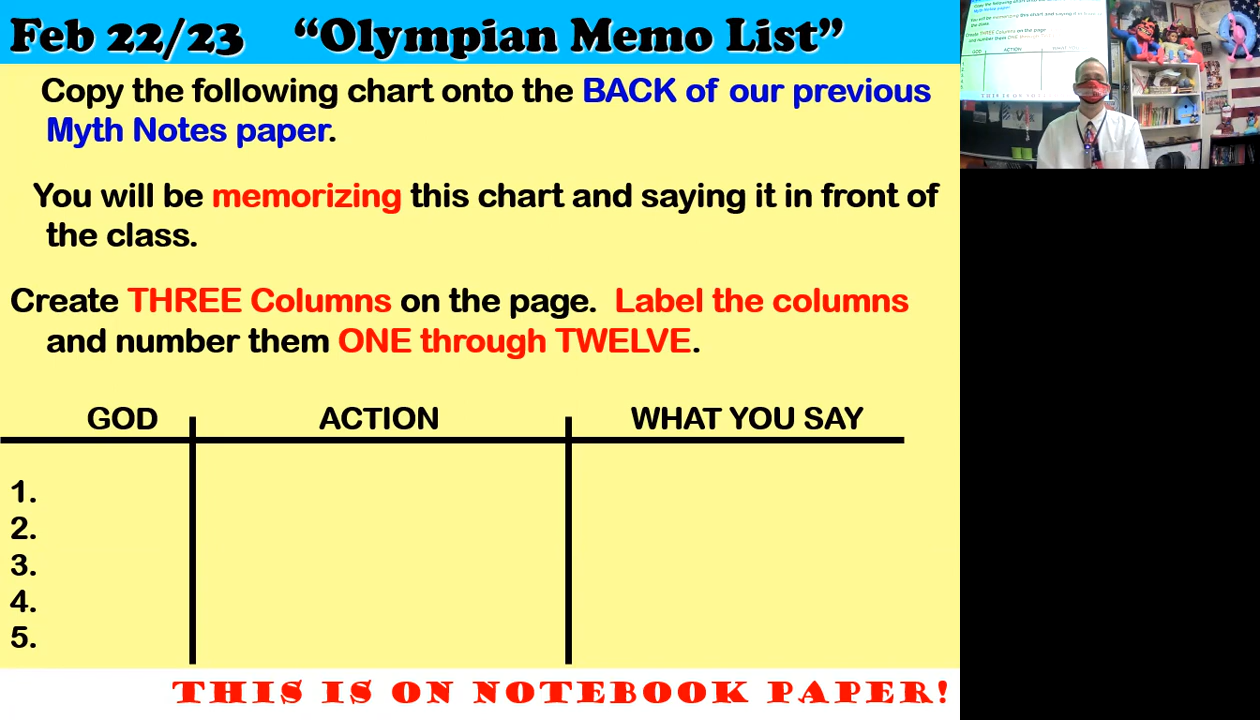 Feb 22/23 “Olympian Memo List”
Copy the following chart onto the BACK of our previous
Myth Notes paper.
You will be memorizing this chart and saying it in front of
the class.
Create THREE Columns on the page. Label the columns
and number them ONE through TWELVE.
GOD ACTION WHAT YOU SAY
1.
2.
3.
4.
5.
THIS IS ON NOTEBOOK PAPER!